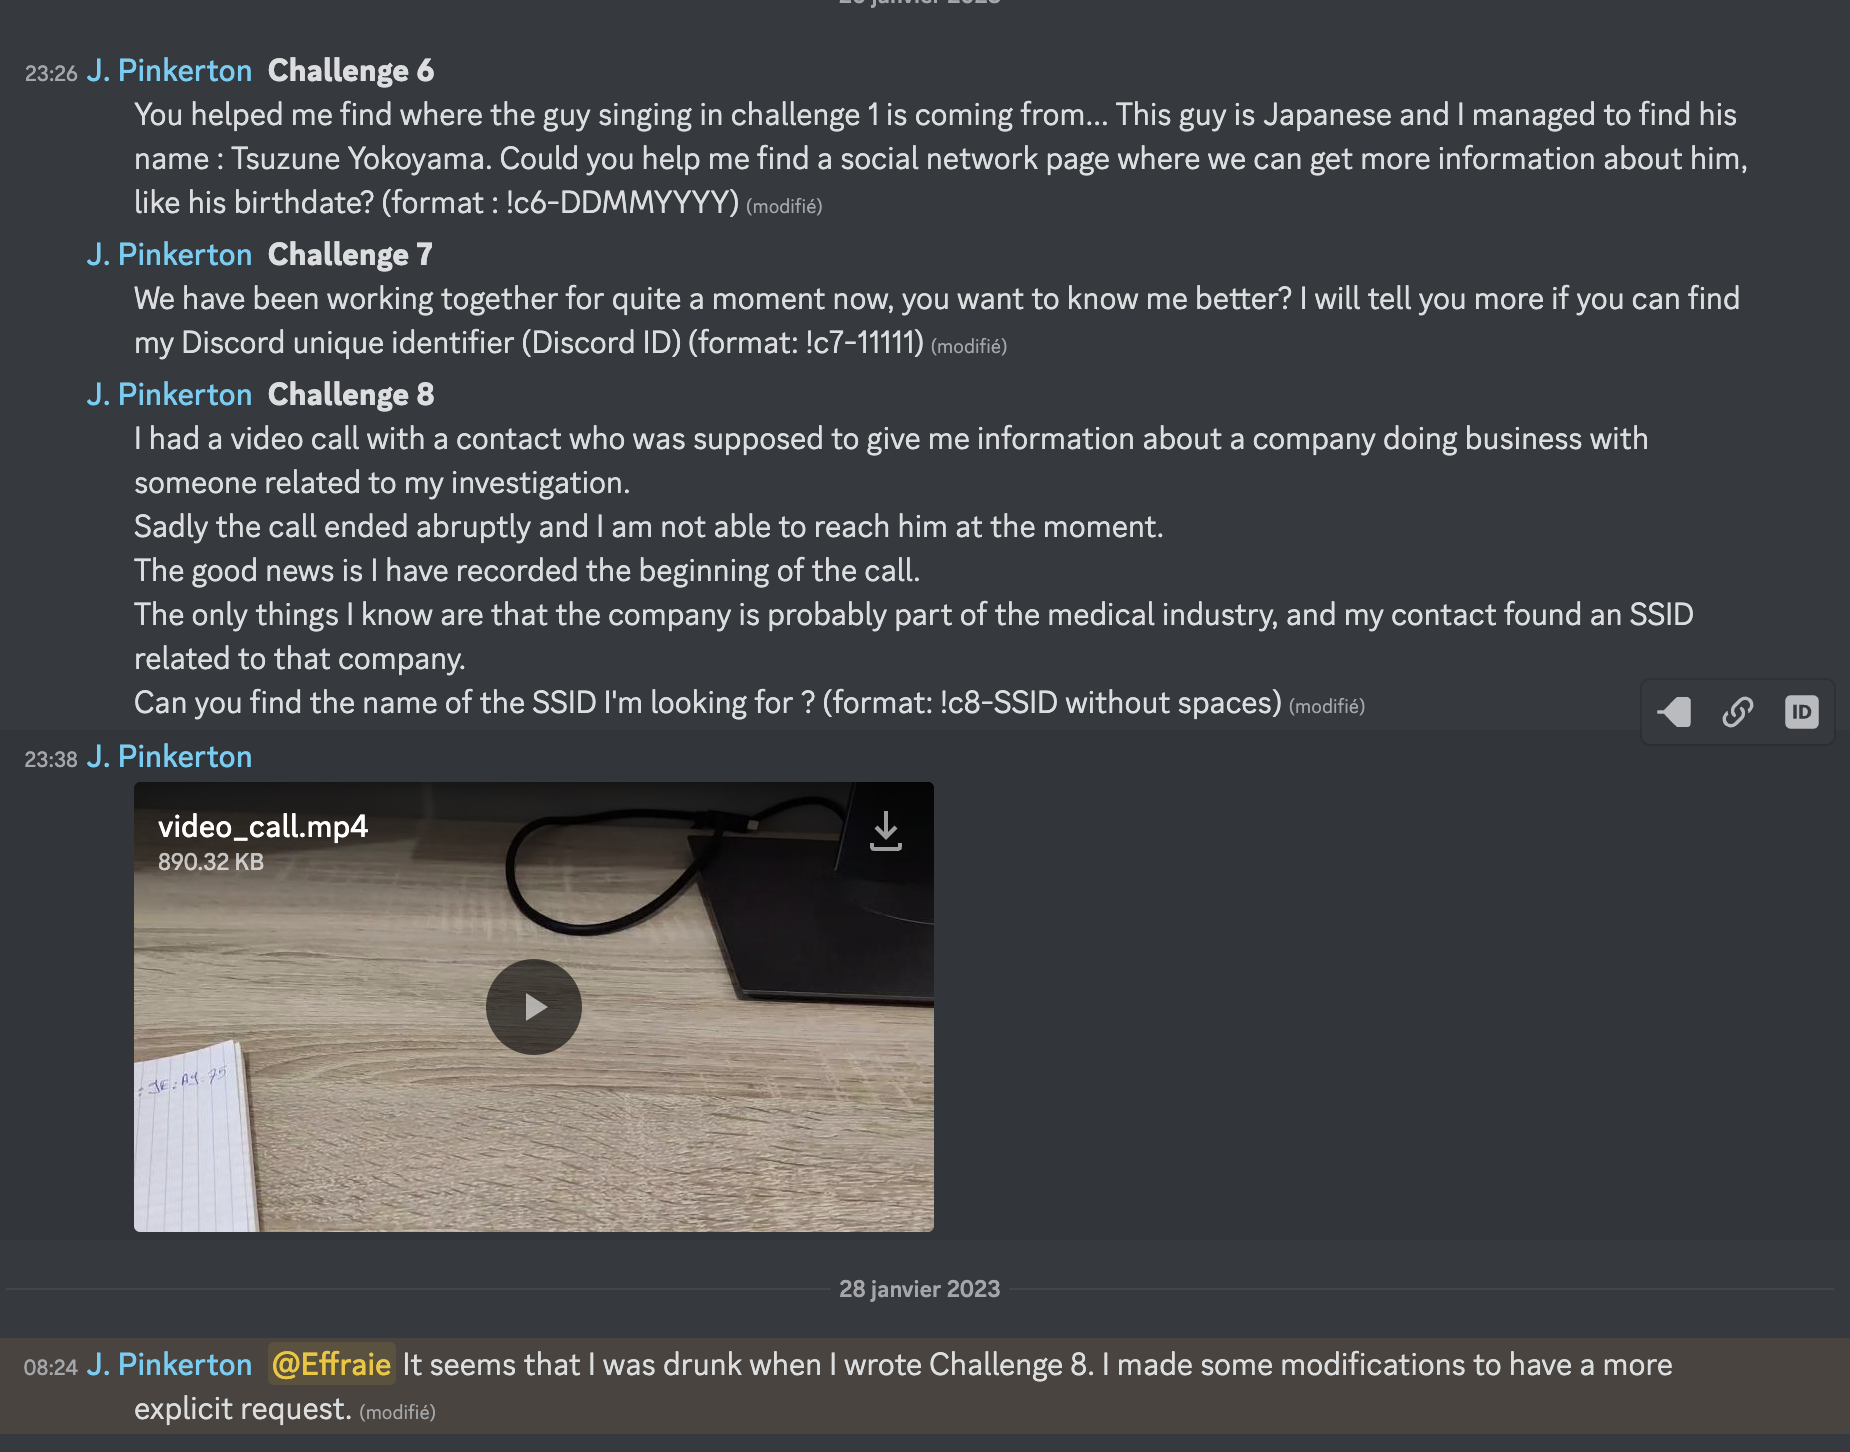 23:26 J. Pinkerton Challenge 6
You helped me find where the guy singing in challenge 1 is coming from... This guy is Japanese and I managed to find his
name : Tsuzune Yokoyama. Could you help me find a social network page where we can get more information about him,
like his birthdate? (format : !c6-DDMMYYYY) (modifié)
J. Pinkerton Challenge 7
We have been working together for quite a moment now, you want to know me better? I will tell you more if you can find
my Discord unique identifier (Discord ID) (format: !c7-11111) (modifié)
J. Pinkerton Challenge 8
I had a video call with a contact who was supposed to give me information about a company doing business with
someone related to my investigation.
Sadly the call ended abruptly and I am not able to reach him at the moment.
The good news is I have recorded the beginning of the call.
The only things I know are that the company is probably part of the medical industry, and my contact found an SSID
related to that company.
Can you find the name of the SSID I'm looking for ? (format: !c8-SSID without spaces) (modifié)
ID
23:38 J. Pinkerton
video_call.mp4
890.32 KB
28 janvier 2023
08:24 J. Pinkerton @Effraie It seems that I was drunk when I wrote Challenge 8. I made some modifications to have a more
explicit request. (modifié)